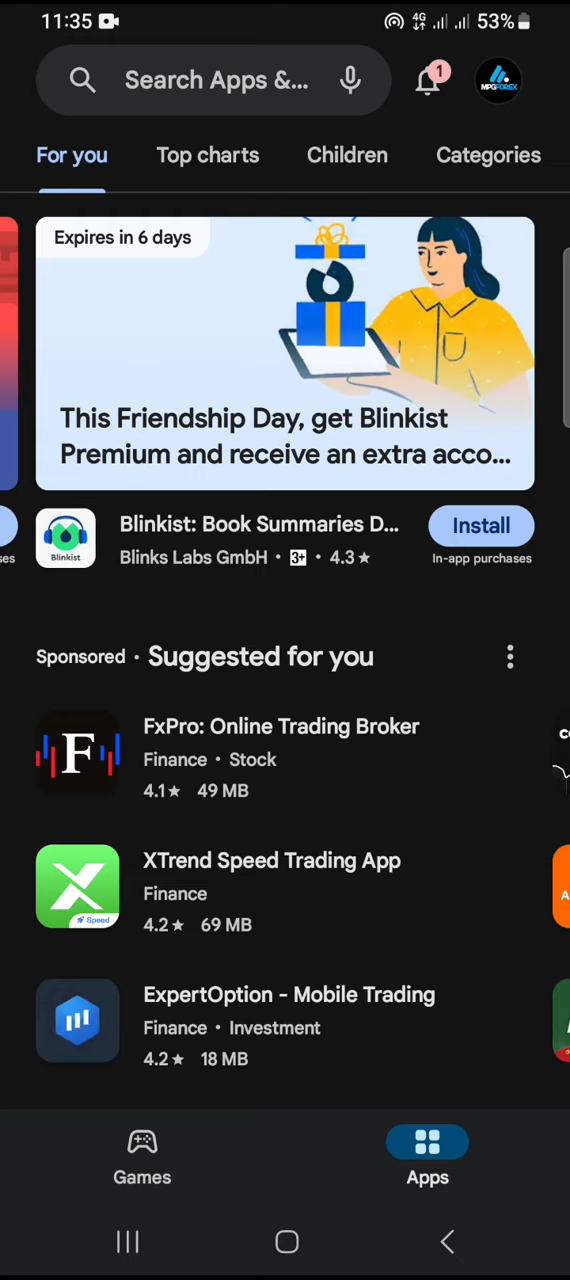 11:35 4G 53%
Search Apps &... 1 MPGFOREX
For you Top charts Children Categories
Expires in 6 days
This Friendship Day, get Blinkist
Premium and receive an extra acco...
Blinkist: Book Summaries D... Install
Blinkist
Blinks Labs GmbH • 3+ • 4.3 ★ In-app purchases
Sponsored • Suggested for you
F
FxPro: Online Trading Broker
Finance • Stock
4.1 ★ 49 MB
XTrend Speed Trading App
Finance
Speed
4.2 ★ 69 MB
ExpertOption - Mobile Trading
Finance • Investment
4.2 ★ 18 MB
Games Apps